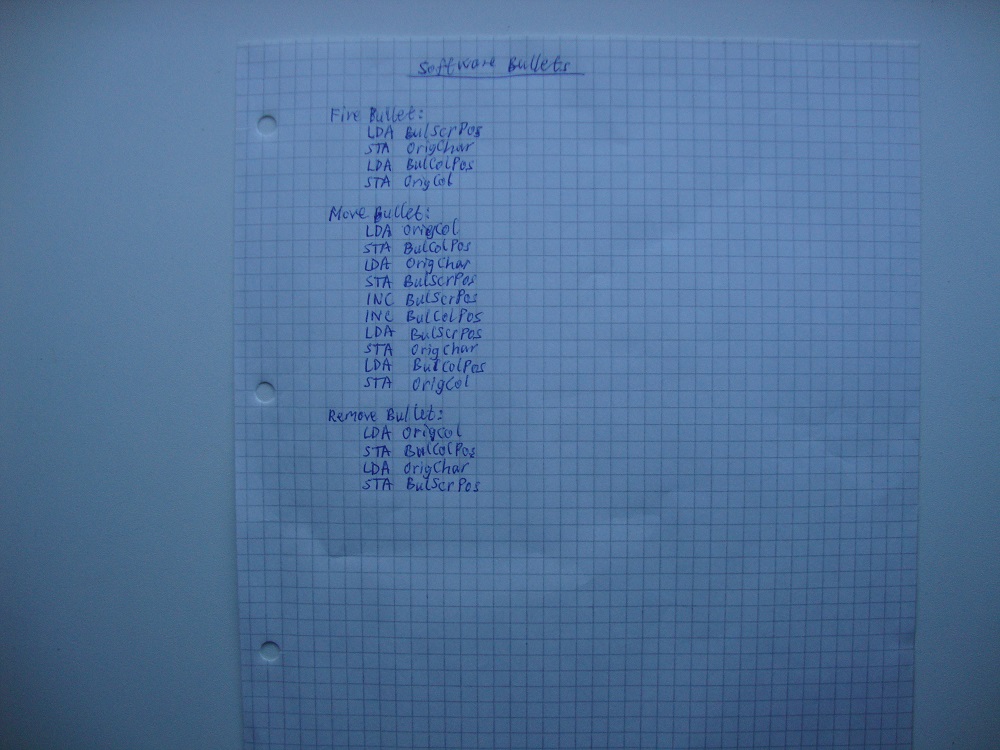 Software Bullets
Fire Bullet:
LDA BulScrPos
STA OrigChar
LDA BulColPos
STA OrigCol
Move Bullet:
LDA OrigCol
STA BulColPos
LDA OrigChar
STA BulScrPos
INC BulScrPos
INC BulColPos
LDA BulScrPos
STA OrigChar
LDA BulColPos
STA OrigCol
Remove Bullet:
LDA OrigCol
STA BulColPos
LDA OrigChar
STA BulScrPos